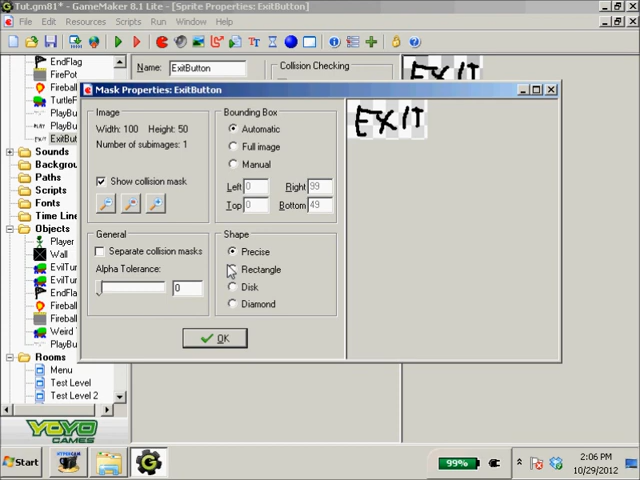 Tut.gm81* - GameMaker 8.1 Lite - [Sprite Properties: ExitButton]
File Edit Resources Scripts Run Window Help
EndFlag
FirePot
Fireball
TurtleF
PlayBu
PlayBu
ExitBut
Sounds
Backgrou
Paths
Scripts
Fonts
Time Line
Objects
Player
Wall
EvilTur
EvilTur
EndFlag
Fireball
Fireball
Weird T
PlayBu
Rooms
Menu
Test Level
Test Level 2
YOYO
GAMES
Name: ExitButton
Collision Checking
EXIT
Mask Properties: ExitButton
Image
Width: 100 Height: 50
Number of subimages: 1
Show collision mask
General
Separate collision masks
Alpha Tolerance:
0
Bounding Box
Automatic
Full image
Manual
Left 0 Right 99
Top 0 Bottom 49
Shape
Precise
Rectangle
Disk
Diamond
OK
EXIT
Start
HYPERCAM
99%
2:06 PM
10/29/2012